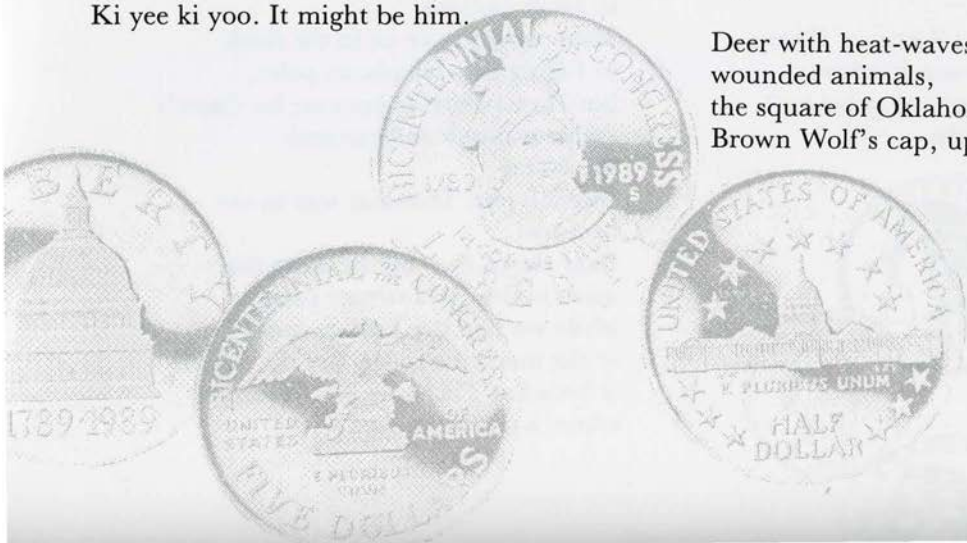 Ki yee ki yoo. It might be him.
Deer with heat-waves
wounded animals,
the square of Oklaho
Brown Wolf's cap, up
BICENTENNIAL OF THE CONGRESS
1789
1989
S
LIBERTY
1789-1989
BICENTENNIAL OF THE CONGRESS
UNITED
STATES
OF
AMERICA
E PLURIBUS
UNUM
FIVE DOLLARS
UNITED STATES OF AMERICA
E PLURIBUS UNUM
HALF
DOLLAR